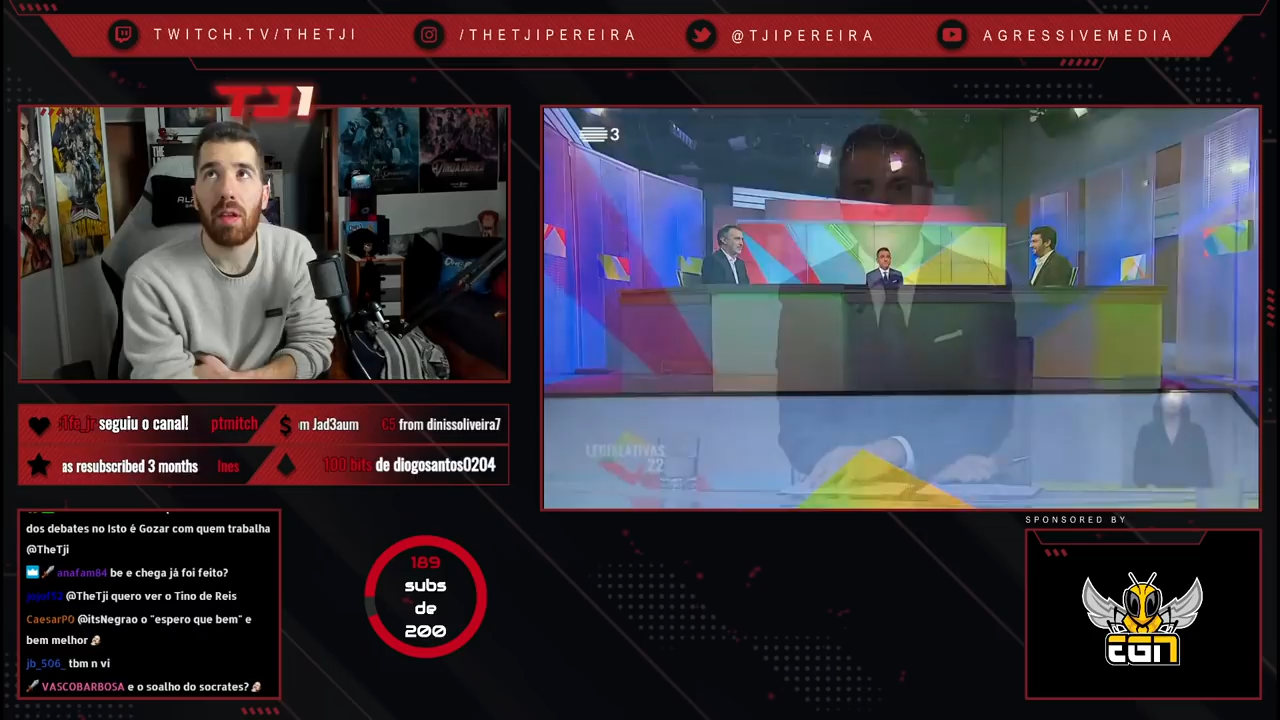 TWITCH.TV/THETJI
/THETJIPEREIRA
@TJIPEREIRA
AGRESSIVEMEDIA
TJ1
3
LEGISLATIVAS
22
seguiu o canal! ptmitch
m Jad3aum €5 from dinissoliveira7
as resubscribed 3 months Ines
100 bits de diogosantos0204
dos debates no Isto é Gozar com quem trabalha
@TheTji
anafam84 be e chega já foi feito?
@TheTji quero ver o Tino de Reis
CaesarPO @itsNegrao o "espero que bem" e
bem melhor
jb_506_ tbm n vi
VASCOBARBOSA e o soalho do socrates?
189
subs
de
200
SPONSORED BY
EGN